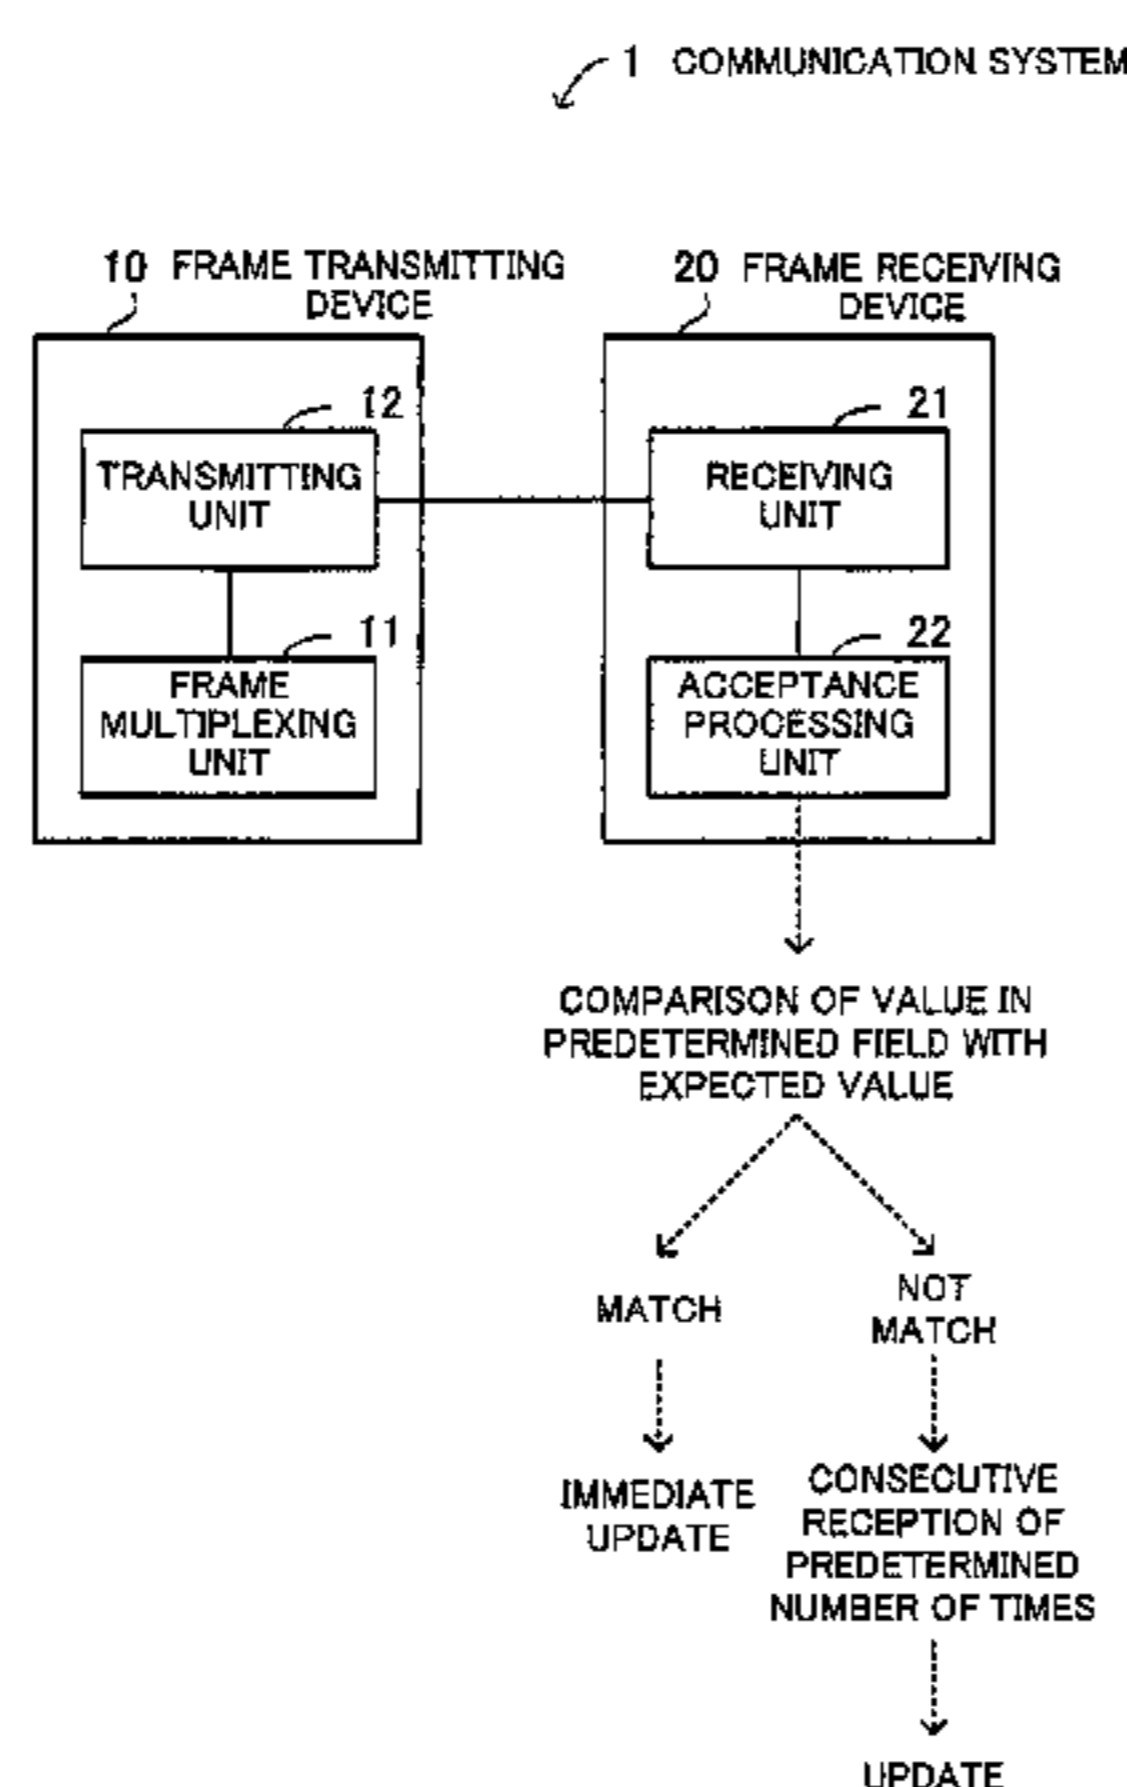 1 COMMUNICATION SYSTEM
10 FRAME TRANSMITTING
DEVICE
20 FRAME RECEIVING
DEVICE
12
TRANSMITTING
UNIT
11
FRAME
MULTIPLEXING
UNIT
21
RECEIVING
UNIT
22
ACCEPTANCE
PROCESSING
UNIT
COMPARISON OF VALUE IN
PREDETERMINED FIELD WITH
EXPECTED VALUE
MATCH
IMMEDIATE
UPDATE
NOT
MATCH
CONSECUTIVE
RECEPTION OF
PREDETERMINED
NUMBER OF TIMES
UPDATE